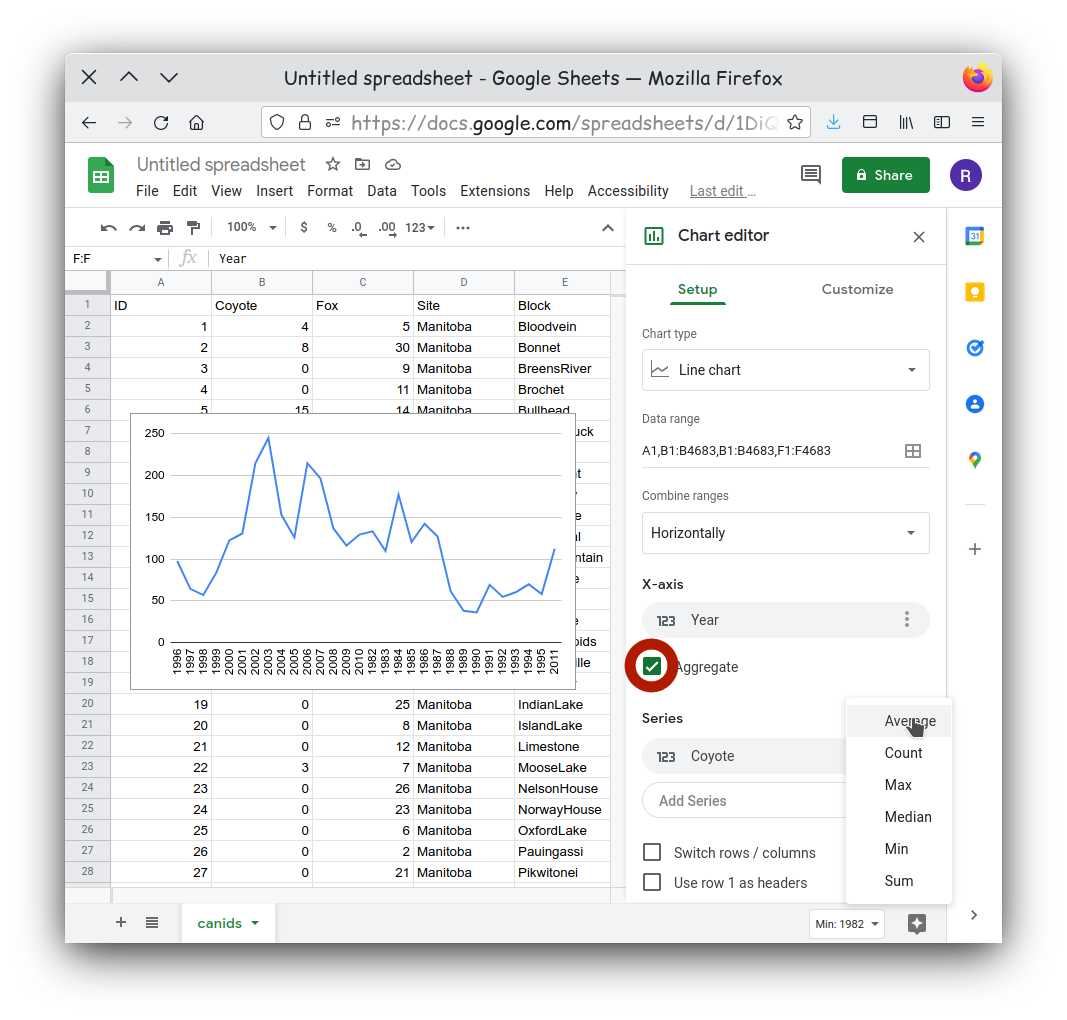 Untitled spreadsheet - Google Sheets — Mozilla Firefox
https://docs.google.com/spreadsheets/d/1DiQ
Untitled spreadsheet
File Edit View Insert Format Data Tools Extensions Help Accessibility Last edit ...
Share
R
100% $ % .0 .00 123
F:F fx Year
A B C D E
1 ID Coyote Fox Site Block
2 1 4 5 Manitoba Bloodvein
3 2 8 30 Manitoba Bonnet
4 3 0 9 Manitoba BreensRiver
5 4 0 11 Manitoba Brochet
6 5 15 14 Manitoba Bullhead
7 uck
8
9 t
10
11 e
12 al
13 ntain
14 e
15
16 e
17 oids
18 ille
19
20 19 0 25 Manitoba IndianLake
21 20 0 8 Manitoba IslandLake
22 21 0 12 Manitoba Limestone
23 22 3 7 Manitoba MooseLake
24 23 0 26 Manitoba NelsonHouse
25 24 0 23 Manitoba NorwayHouse
26 25 0 6 Manitoba OxfordLake
27 26 0 2 Manitoba Pauingassi
28 27 0 21 Manitoba Pikwitonei
250
200
150
100
50
0
1996 1997 1998 1999 2000 2001 2002 2003 2004 2005 2006 2007 2008 2009 2010 1982 1983 1984 1985 1986 1987 1988 1989 1990 1991 1992 1993 1994 1995 2011
Chart editor
Setup Customize
Chart type
Line chart
Data range
A1,B1:B4683,B1:B4683,F1:F4683
Combine ranges
Horizontally
X-axis
123 Year
Aggregate
Series
123 Coyote
Add Series
Average
Count
Max
Median
Min
Sum
Switch rows / columns
Use row 1 as headers
31
canids
Min: 1982